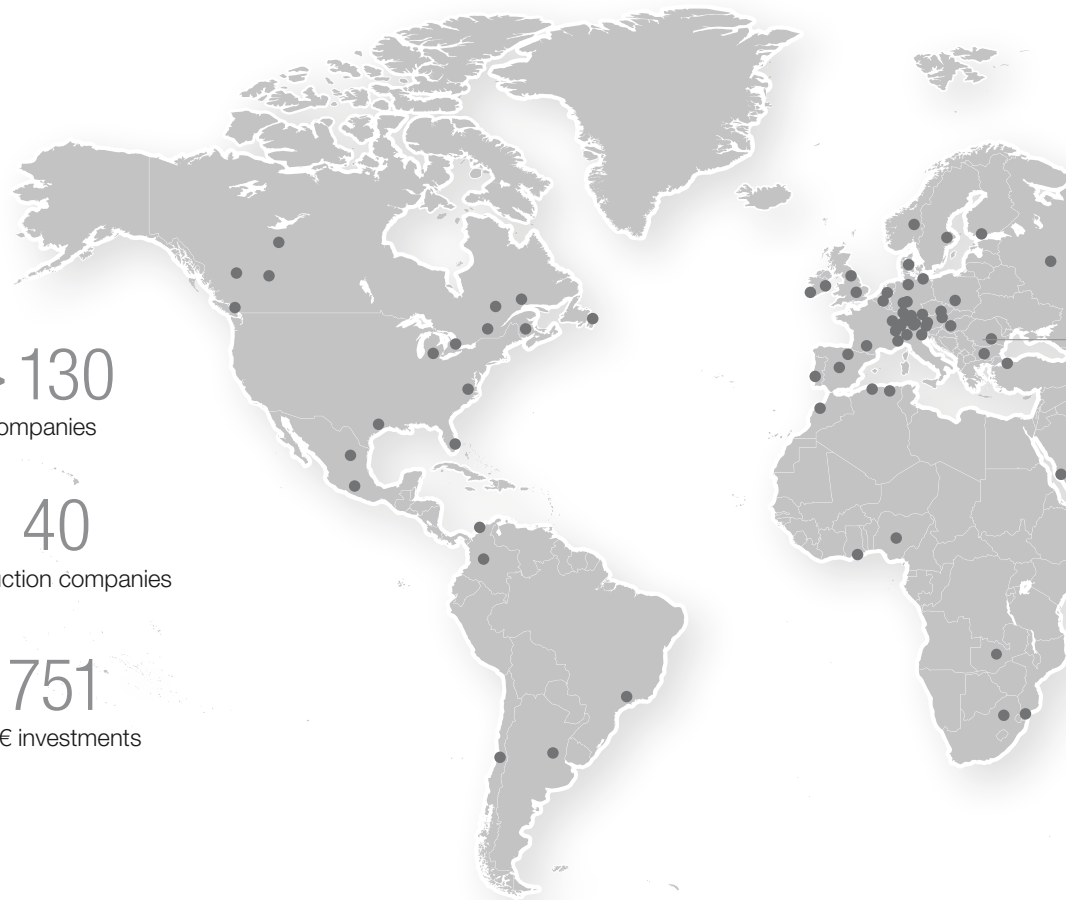 > 130
ompanies
40
uction companies
751
€ investments